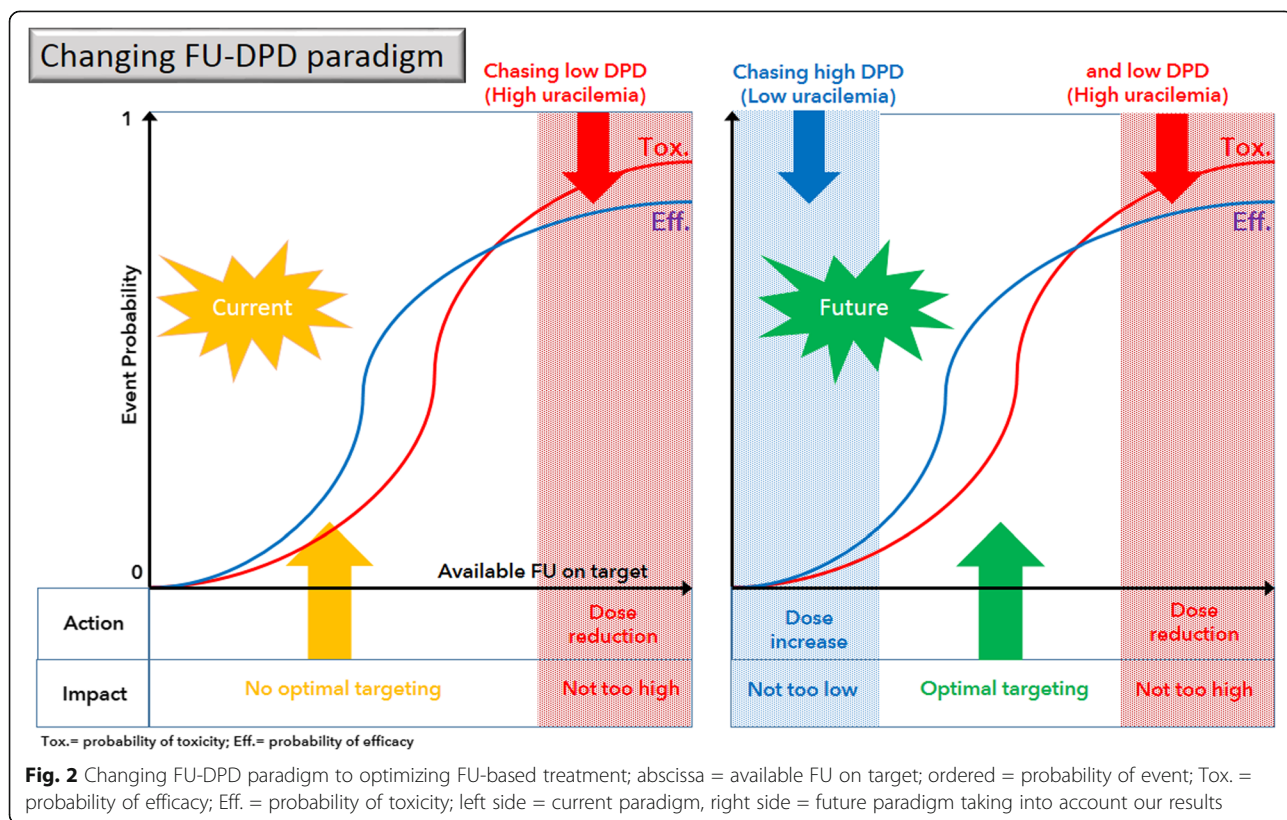 Changing FU-DPD paradigm
Chasing low DPD
(High uracilemia)
Chasing high DPD
(Low uracilemia)
and low DPD
(High uracilemia)
1
Tox.
Eff.
Tox.
Eff.
Current
Future
Event Probability
0
Available FU on target
Action
Dose
reduction
Dose
increase
Dose
reduction
Impact
No optimal targeting
Not too high
Not too low
Optimal targeting
Not too high
Tox.= probability of toxicity; Eff.= probability of efficacy
Fig. 2 Changing FU-DPD paradigm to optimizing FU-based treatment; abscissa = available FU on target; ordered = probability of event; Tox. =
probability of efficacy; Eff. = probability of toxicity; left side = current paradigm, right side = future paradigm taking into account our results